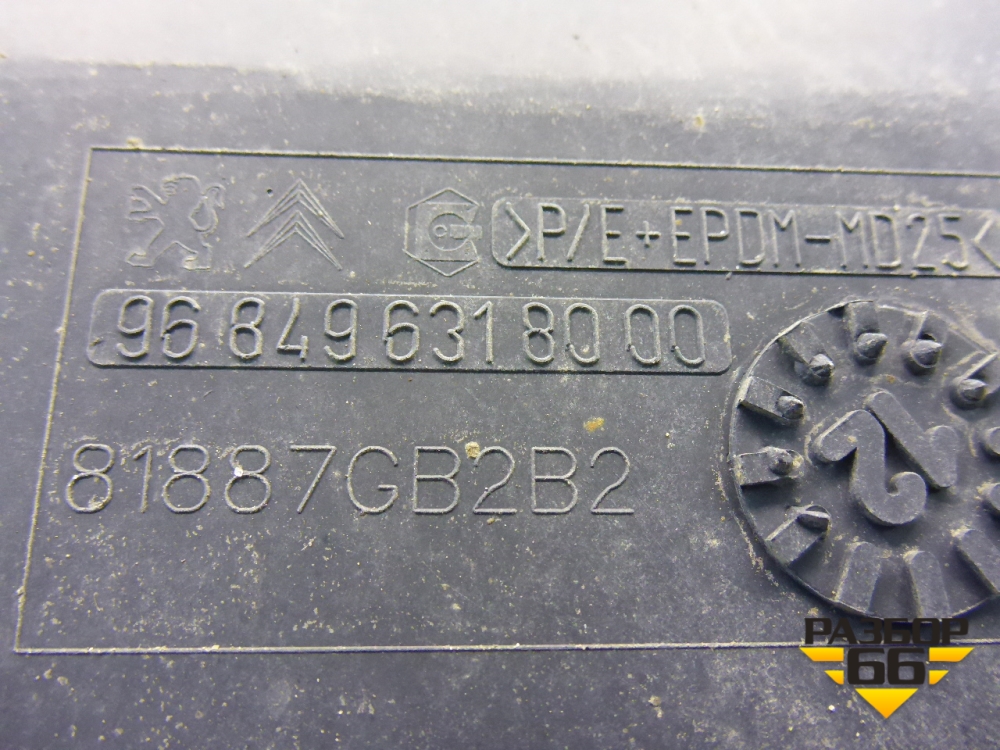 >P/E+EPDM-MD25<
96 849 631 80 00
81887GB2B2
РАЗБОР
66